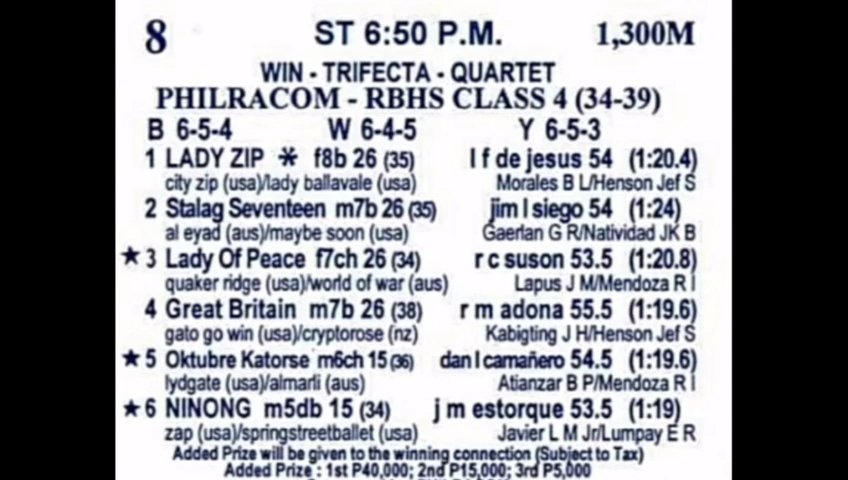 8 ST 6:50 P.M. 1,300M
WIN - TRIFECTA - QUARTET
PHILRACOM - RBHS CLASS 4 (34-39)
B 6-5-4 W 6-4-5 Y 6-5-3
1 LADY ZIP * f8b 26 (35) l f de jesus 54 (1:20.4)
city zip (usa)/lady ballavale (usa) Morales B L/Henson Jef S
2 Stalag Seventeen m7b 26 (35) jim l siego 54 (1:24)
al eyad (aus)/maybe soon (usa) Gaerlan G R/Natividad JK B
★ 3 Lady Of Peace f7ch 26 (34) r c suson 53.5 (1:20.8)
quaker ridge (usa)/world of war (aus) Lapus J M/Mendoza R I
4 Great Britain m7b 26 (38) r m adona 55.5 (1:19.6)
gato go win (usa)/cryptorose (nz) Kabigting J H/Henson Jef S
★ 5 Oktubre Katorse m6ch 15 (36) dan l camañero 54.5 (1:19.6)
lydgate (usa)/almarli (aus) Atianzar B P/Mendoza R I
★ 6 NINONG m5db 15 (34) j m estorque 53.5 (1:19)
zap (usa)/springstreetballet (usa) Javier L M Jr/Lumpay E R
Added Prize will be given to the winning connection (Subject to Tax)
Added Prize : 1st P40,000; 2nd P15,000; 3rd P5,000